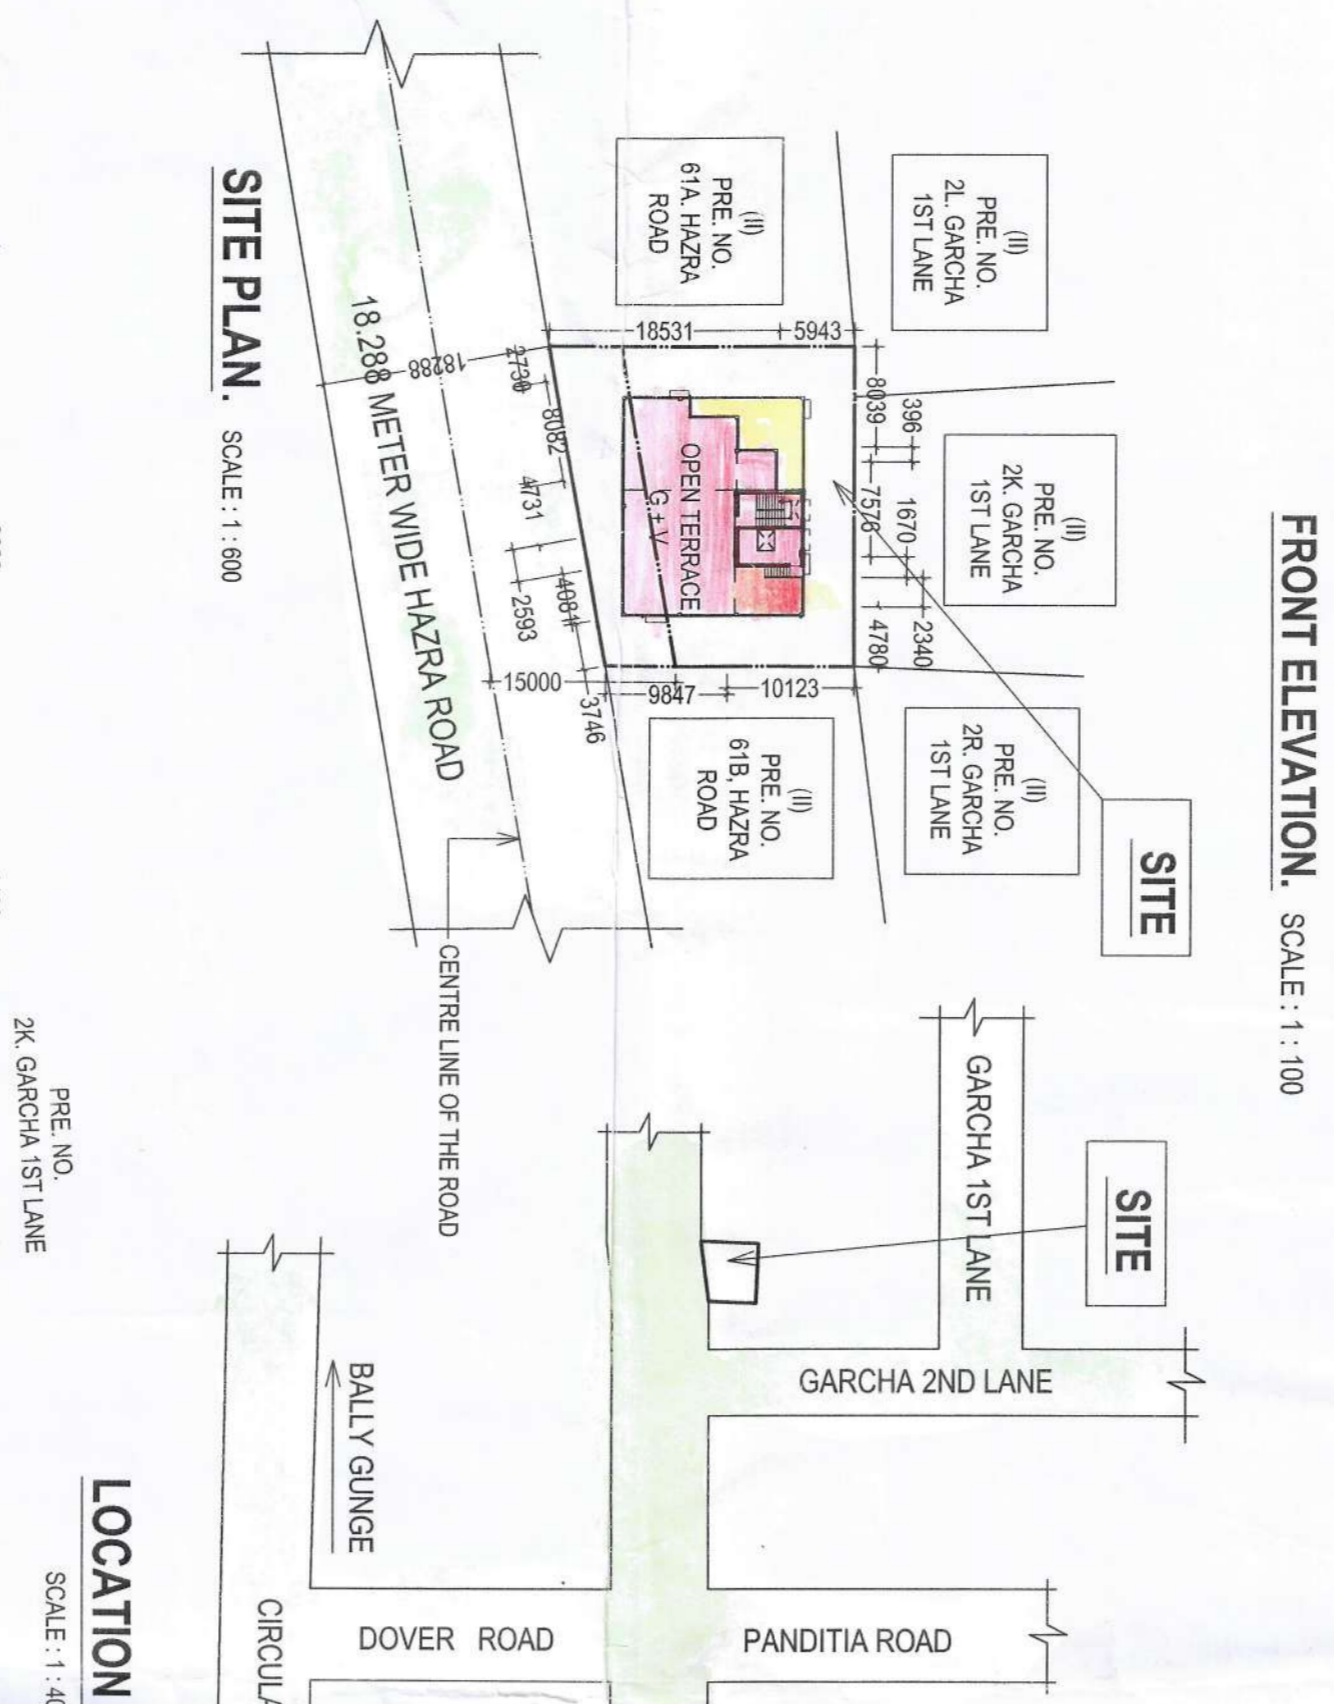 FRONT ELEVATION. SCALE : 1 : 100
SITE
(II)
PRE. NO.
2L. GARCHA
1ST LANE
(II)
PRE. NO.
2K. GARCHA
1ST LANE
(II)
PRE. NO.
2R. GARCHA
1ST LANE
(II)
PRE. NO.
61A. HAZRA
ROAD
(II)
PRE. NO.
61B, HAZRA
ROAD
18531
5943
8039
396
7576
1670
2340
4780
10123
9847
3746
15000
2593
4081
4731
8082
2730
18288
OPEN TERRACE
G + V
18.288 METER WIDE HAZRA ROAD
CENTRE LINE OF THE ROAD
SITE PLAN. SCALE : 1 : 600
SITE
GARCHA 1ST LANE
GARCHA 2ND LANE
PANDITIA ROAD
DOVER ROAD
BALLY GUNGE
PRE. NO.
2K. GARCHA 1ST LANE
LOCATION